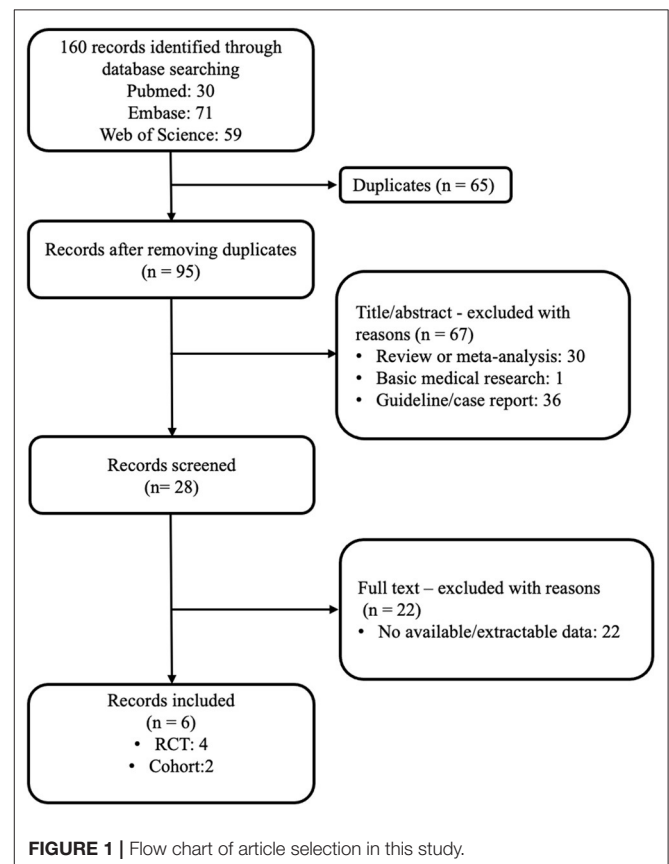 160 records identified through
database searching
Pubmed: 30
Embase: 71
Web of Science: 59
Duplicates (n = 65)
Records after removing duplicates
(n = 95)
Title/abstract - excluded with
reasons (n = 67)
• Review or meta-analysis: 30
• Basic medical research: 1
• Guideline/case report: 36
Records screened
(n= 28)
Full text – excluded with reasons
(n = 22)
• No available/extractable data: 22
Records included
(n = 6)
• RCT: 4
• Cohort:2
FIGURE 1 | Flow chart of article selection in this study.